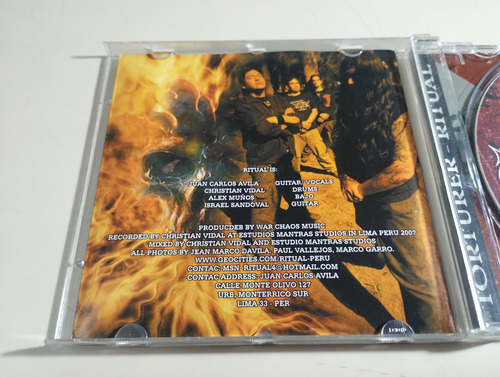 RITUAL IS:
JUAN CARLOS AVILA GUITAR, VOCALS
CHRISTIAN VIDAL DRUMS
ALEX MUÑOS BAJO
ISRAEL SANDOVAL GUITAR
PRODUCDED BY WAR CHAOS MUSIC
RECORDED BY CHRISTIAN VIDAL AT ESTUDIOS MANTRAS STUDIOS IN LIMA PERU 2007
MIXED BY CHRISTIAN VIDAL AND ESTUDIO MANTRAS STUDIOS
ALL PHOTOS BY JEAN MARCO DAVILA, PAUL VALLEJOS, MARCO GARRO.
WWW.GEOCITIES.COM/RITUAL-PERU
CONTAC: MSN RITUAL4@HOTMAIL.COM
CONTAC ADDRESS: JUAN CARLOS AVILA
CALLE MONTE OLIVO 127
URB, MONTERRICO SUR
LIMA 33 - PER
TORTURER - RITUAL